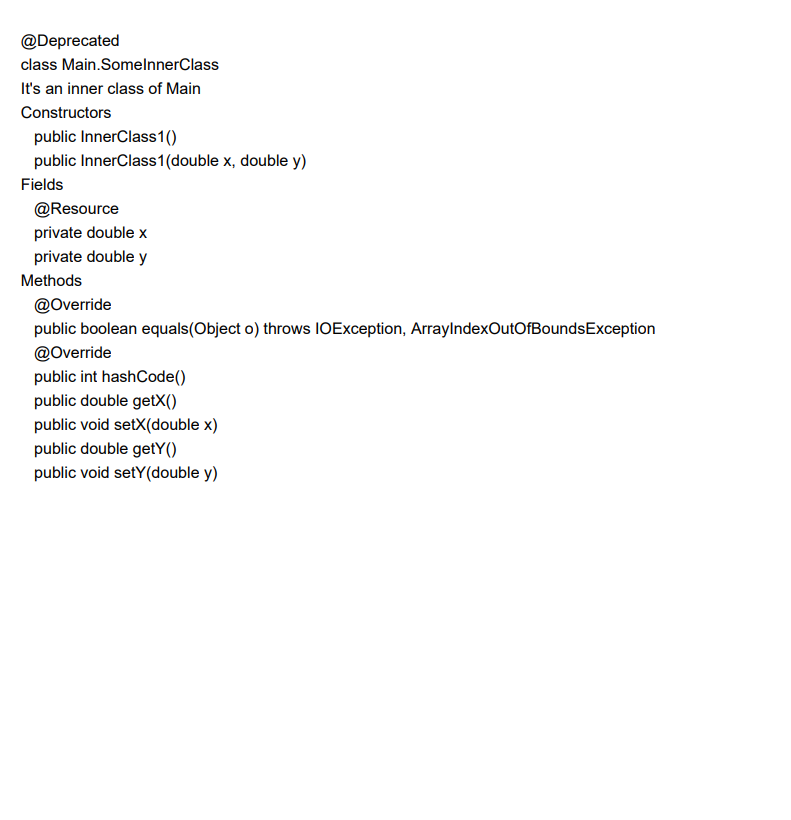 @Deprecated
class Main.SomeInnerClass
It's an inner class of Main
Constructors
public InnerClass1()
public InnerClass1(double x, double y)
Fields
@Resource
private double x
private double y
Methods
@Override
public boolean equals(Object o) throws IOException, ArrayIndexOutOfBoundsException
@Override
public int hashCode()
public double getX()
public void setX(double x)
public double getY()
public void setY(double y)